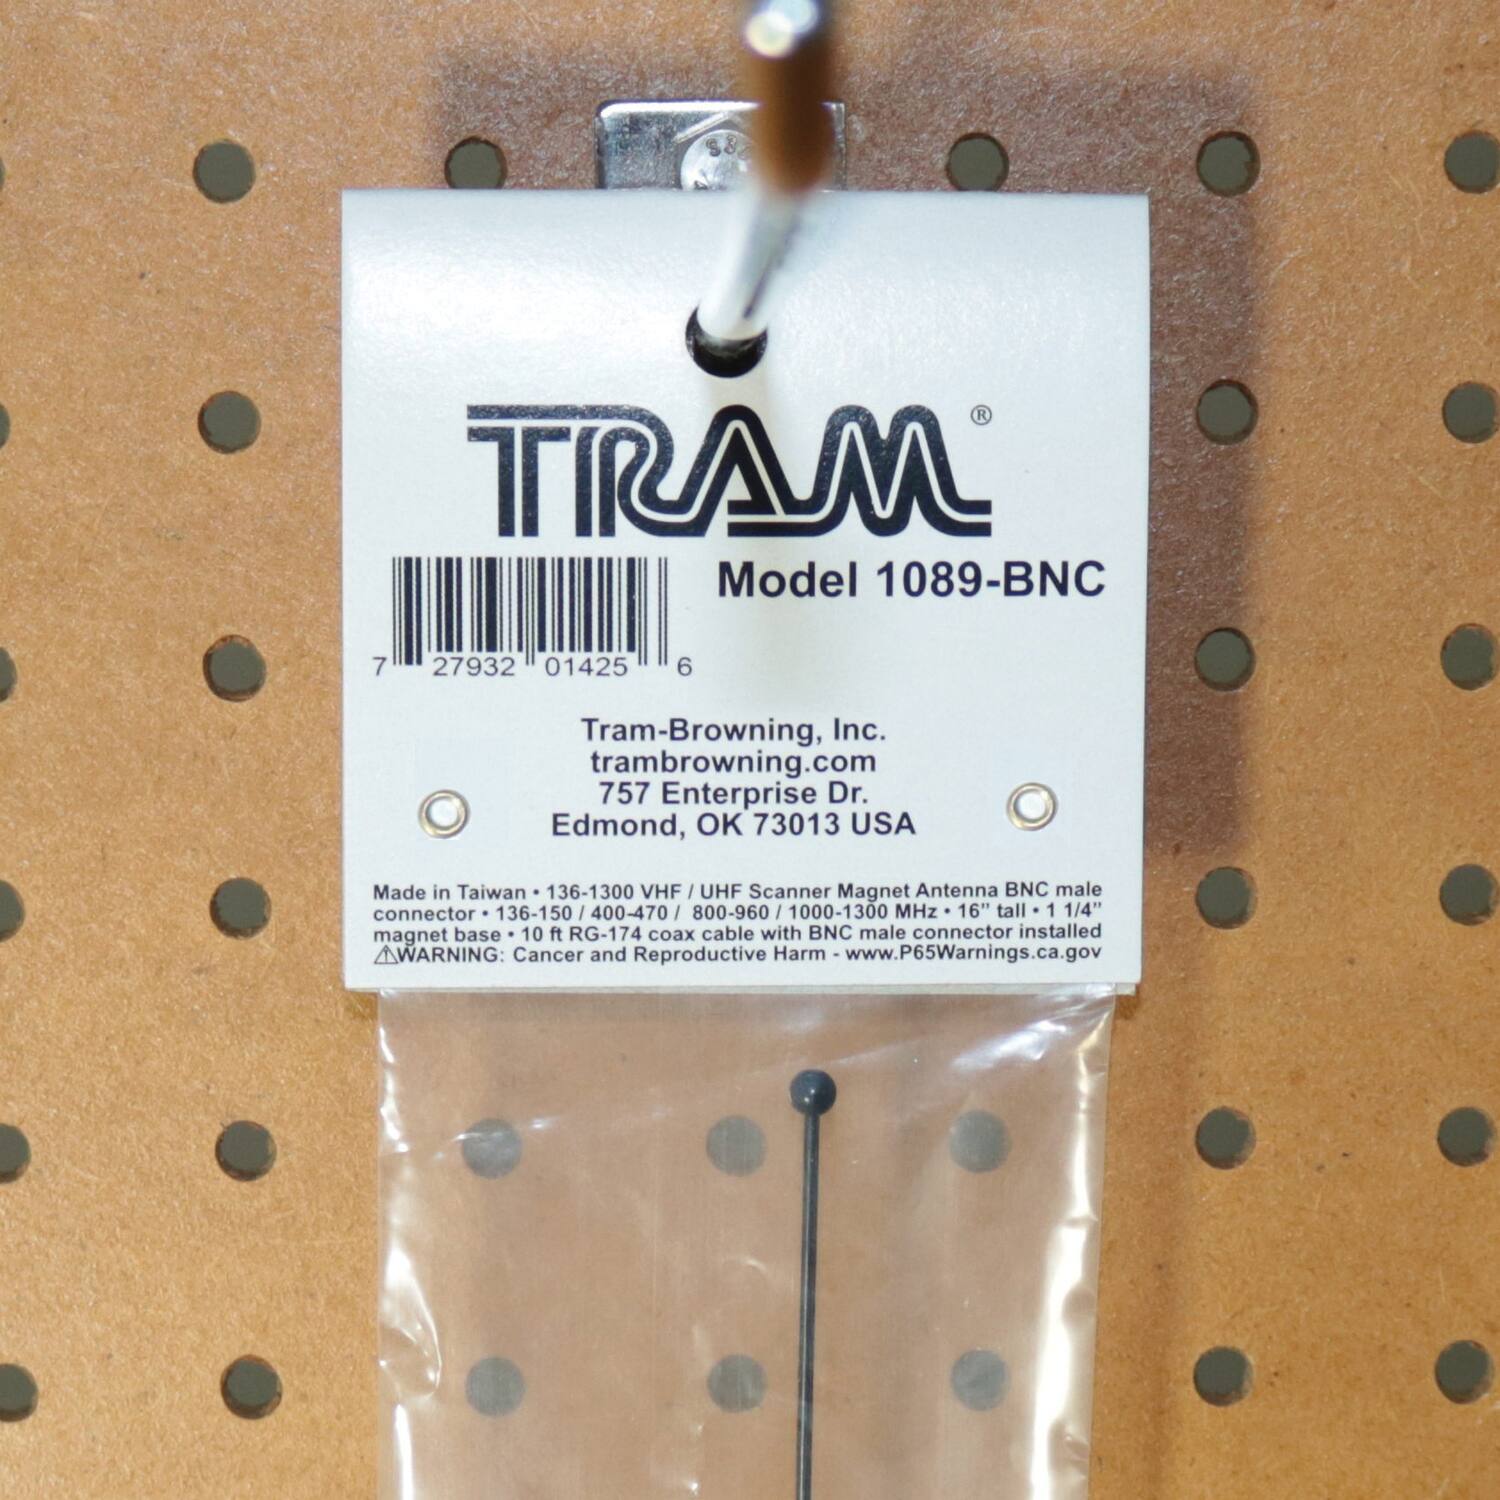 TRAM®
Model 1089-BNC
7 27932 01425 6
Tram-Browning, Inc.
trambrowning.com
757 Enterprise Dr.
Edmond, OK 73013 USA
Made in Taiwan • 136-1300 VHF / UHF Scanner Magnet Antenna BNC male
connector • 136-150 / 400-470 / 800-960 / 1000-1300 MHz • 16” tall • 1 1/4”
magnet base • 10 ft RG-174 coax cable with BNC male connector installed
⚠WARNING: Cancer and Reproductive Harm - www.P65Warnings.ca.gov